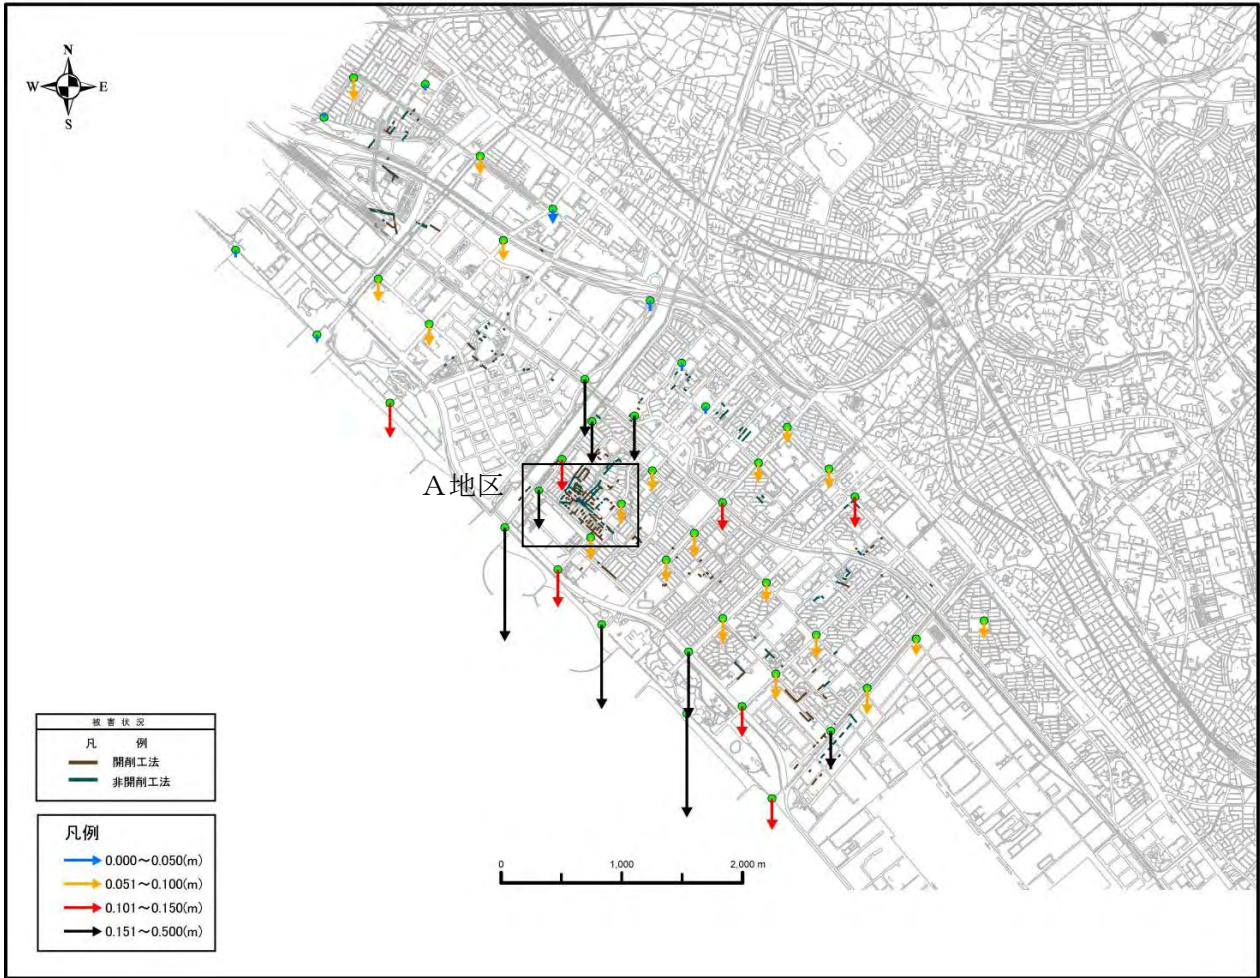 N
W
E
S
A地区
被害状況
凡 例
開削工法
非開削工法
凡例
0.000～0.050(m)
0.051～0.100(m)
0.101～0.150(m)
0.151～0.500(m)
0 1,000 2,000 m